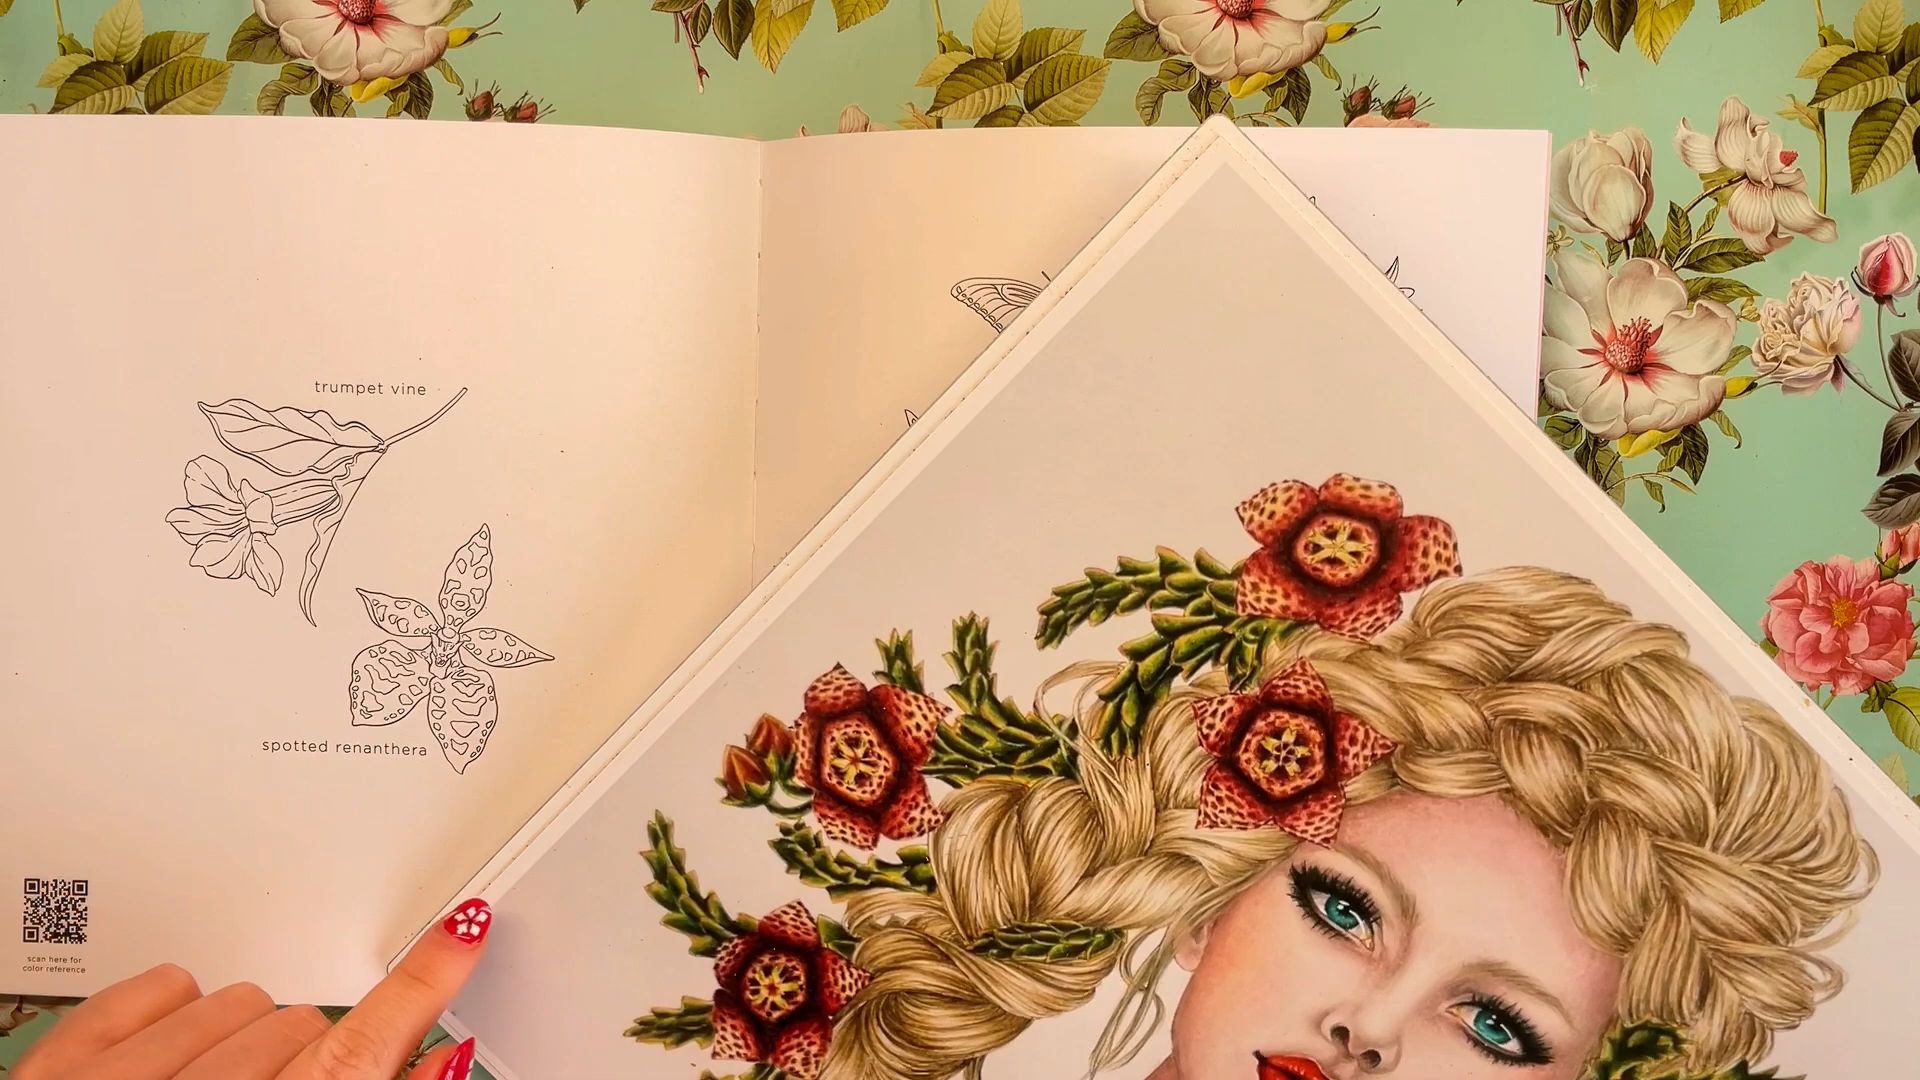 trumpet vine
spotted renanthera
scan here for
color reference